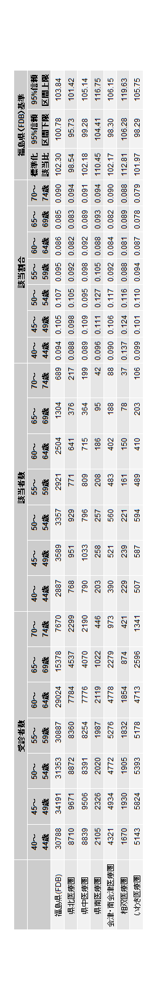 受診者数 該当者数 該当割合 福島県(FDB)基準
40～44歳 45～49歳 50～54歳 55～59歳 60～64歳 65～69歳 70～74歳 40～44歳 45～49歳 50～54歳 55～59歳 60～64歳 65～69歳 70～74歳 40～44歳 45～49歳 50～54歳 55～59歳 60～64歳 65～69歳 70～74歳 標準化該当比 95%信頼区間下限 95%信頼区間上限
福島県(FDB) 30788 34191 31353 30887 29024 15378 7670 2887 3589 3357 2921 2504 1304 689 0.094 0.105 0.107 0.095 0.086 0.085 0.090 102.30 100.78 103.84
県北医療圏 8710 9671 8872 8360 7784 4537 2299 768 951 929 771 641 376 217 0.088 0.098 0.105 0.092 0.082 0.083 0.094 98.54 95.73 101.42
県中医療圏 8839 9506 8391 8254 7776 4070 2190 790 1033 796 809 715 364 199 0.089 0.109 0.095 0.098 0.092 0.089 0.091 102.18 99.28 105.14
県南医療圏 2105 2326 2020 1987 2119 1022 446 203 258 257 208 186 95 42 0.096 0.111 0.127 0.105 0.088 0.093 0.094 110.45 104.41 116.75
会津・南会津医療圏 4321 4934 4772 5276 4778 2279 973 390 521 560 483 402 188 88 0.090 0.106 0.117 0.092 0.084 0.082 0.090 102.17 98.30 106.15
相双医療圏 1670 1930 1905 1832 1854 874 421 229 239 221 161 150 78 37 0.137 0.124 0.116 0.088 0.081 0.089 0.088 112.81 106.28 119.63
いわき医療圏 5143 5824 5393 5178 4713 2596 1341 507 587 594 489 410 203 106 0.099 0.101 0.110 0.094 0.087 0.078 0.079 101.97 98.29 105.75